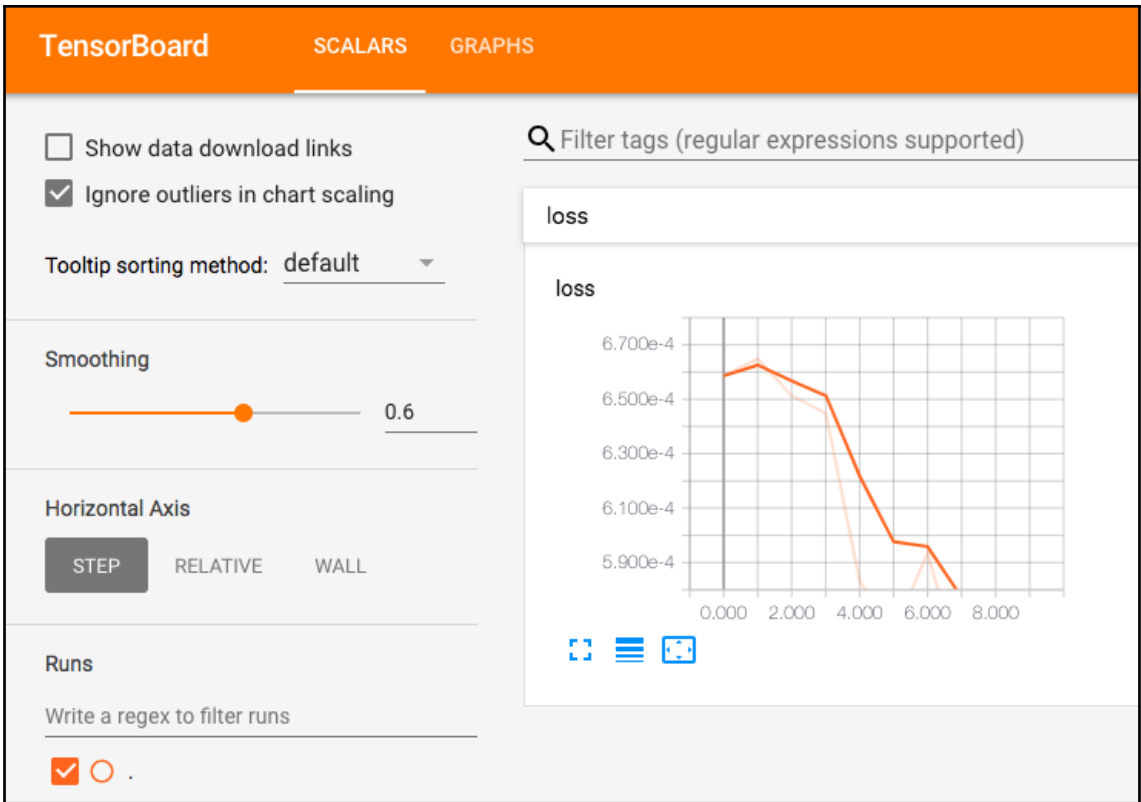 TensorBoard SCALARS GRAPHS
Show data download links
Ignore outliers in chart scaling
Tooltip sorting method: default
Smoothing
0.6
Horizontal Axis
STEP RELATIVE WALL
Runs
Write a regex to filter runs
.
Filter tags (regular expressions supported)
loss
loss
6.700e-4
6.500e-4
6.300e-4
6.100e-4
5.900e-4
0.000 2.000 4.000 6.000 8.000